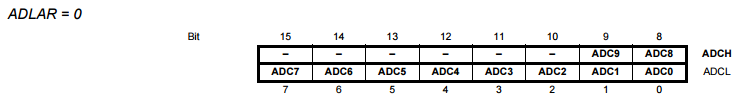 ADLAR = 0
Bit 15 14 13 12 11 10 9 8
– – – – – – ADC9 ADC8 ADCH
ADC7 ADC6 ADC5 ADC4 ADC3 ADC2 ADC1 ADC0 ADCL
7 6 5 4 3 2 1 0